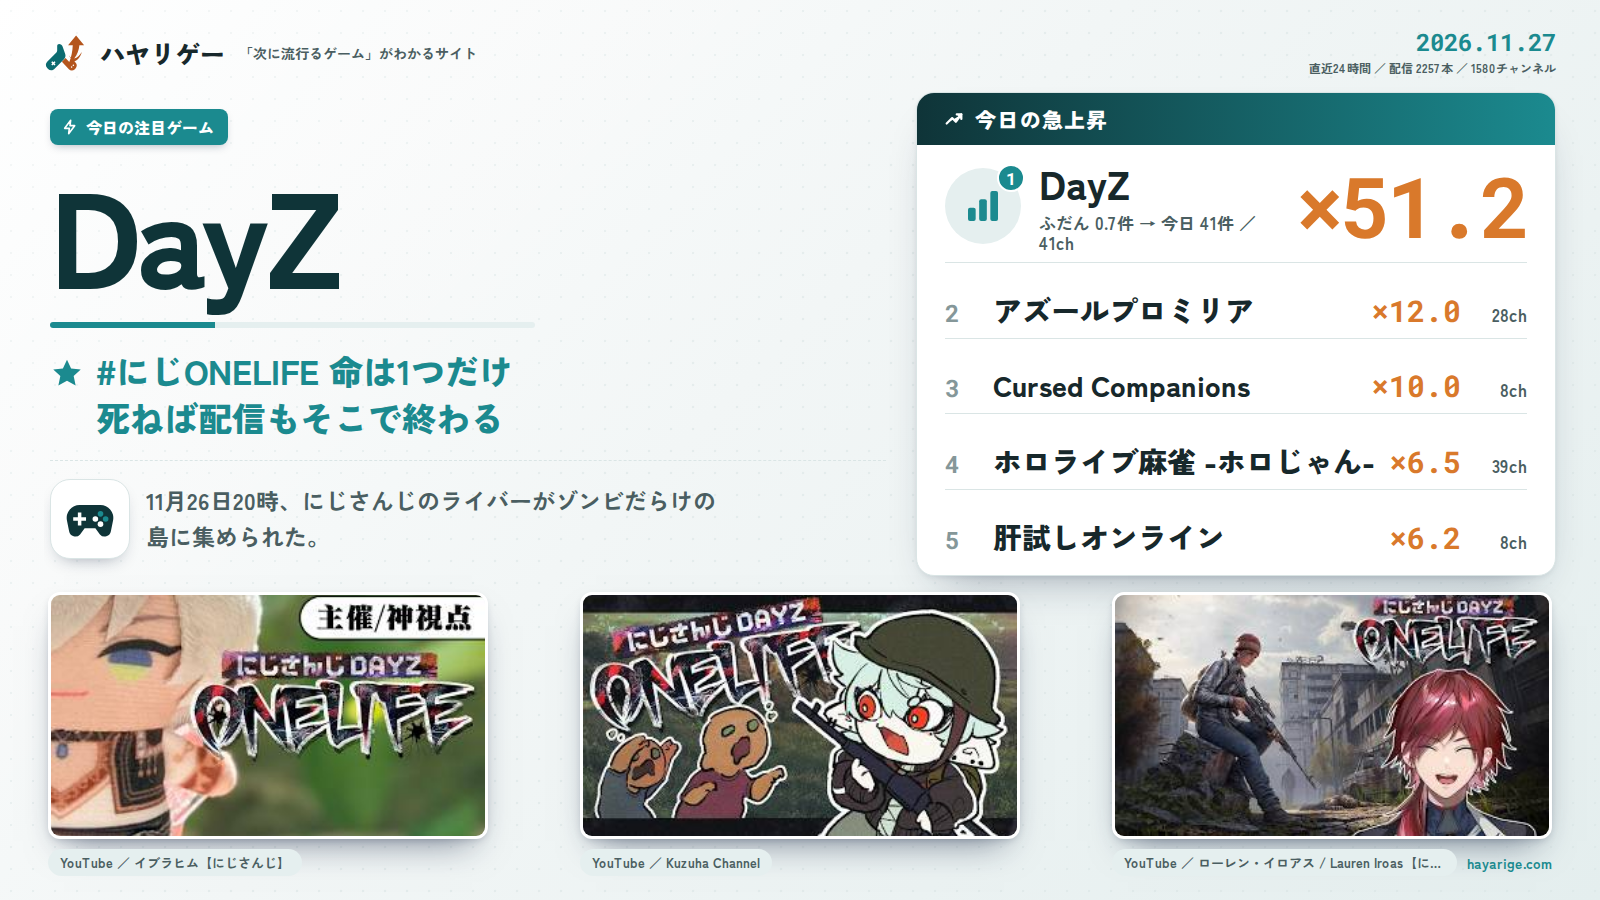 ハヤリゲー 「次に流行るゲーム」がわかるサイト
2026.11.27
直近24時間 ／ 配信 2257本 ／ 1580チャンネル
今日の注目ゲーム
DayZ
#にじONELIFE 命は1つだけ
死ねば配信もそこで終わる
11月26日20時、にじさんじのライバーがゾンビだらけの
島に集められた。
今日の急上昇
1 DayZ ×51.2
ふだん 0.7件 → 今日 41件 ／
41ch
2 アズールプロミリア ×12.0 28ch
3 Cursed Companions ×10.0 8ch
4 ホロライブ麻雀 -ホロじゃん- ×6.5 39ch
5 肝試しオンライン ×6.2 8ch
主催/神視点
にじさんじ DAYZ
ONELIFE
にじさんじ DAYZ
ONELIFE
にじさんじ DAYZ
ONELIFE
YouTube ／ イブラヒム【にじさんじ】
YouTube ／ Kuzuha Channel
YouTube ／ ローレン・イロアス / Lauren Iroas【に...
hayarige.com